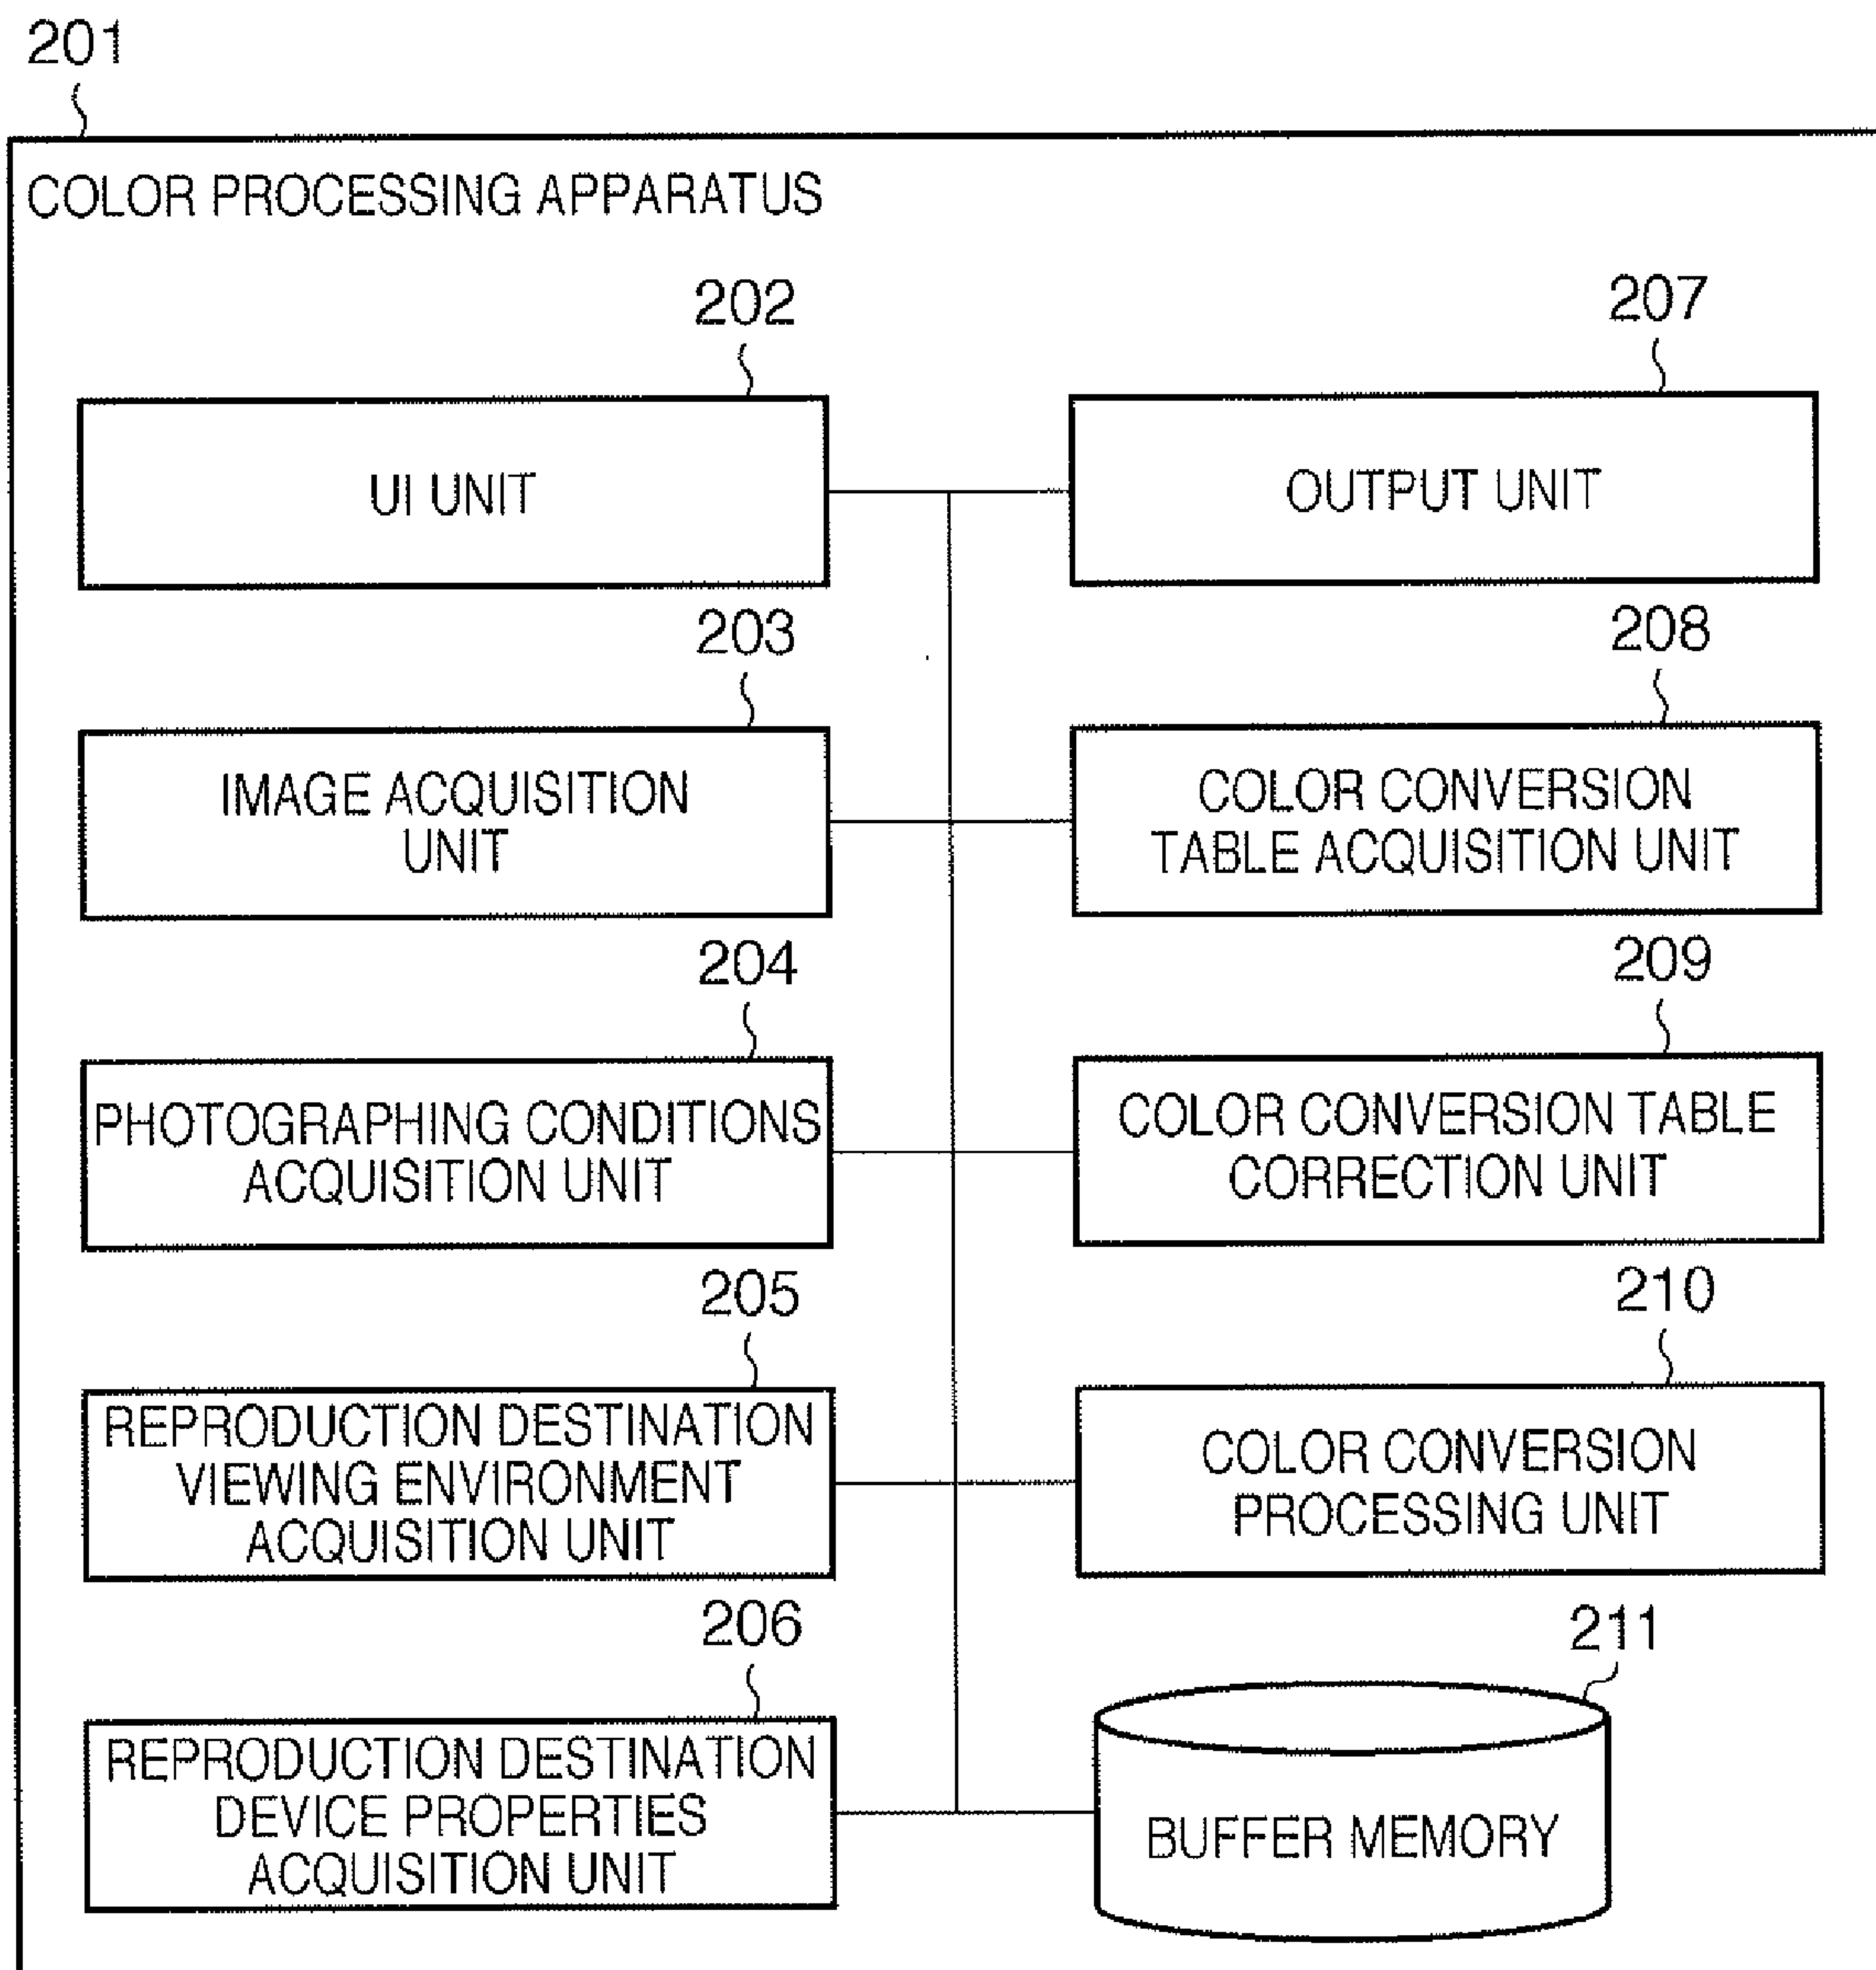 201
COLOR PROCESSING APPARATUS
202
UI UNIT
203
IMAGE ACQUISITION
UNIT
204
PHOTOGRAPHING CONDITIONS
ACQUISITION UNIT
205
REPRODUCTION DESTINATION
VIEWING ENVIRONMENT
ACQUISITION UNIT
206
REPRODUCTION DESTINATION
DEVICE PROPERTIES
ACQUISITION UNIT
207
OUTPUT UNIT
208
COLOR CONVERSION
TABLE ACQUISITION UNIT
209
COLOR CONVERSION TABLE
CORRECTION UNIT
210
COLOR CONVERSION
PROCESSING UNIT
211
BUFFER MEMORY